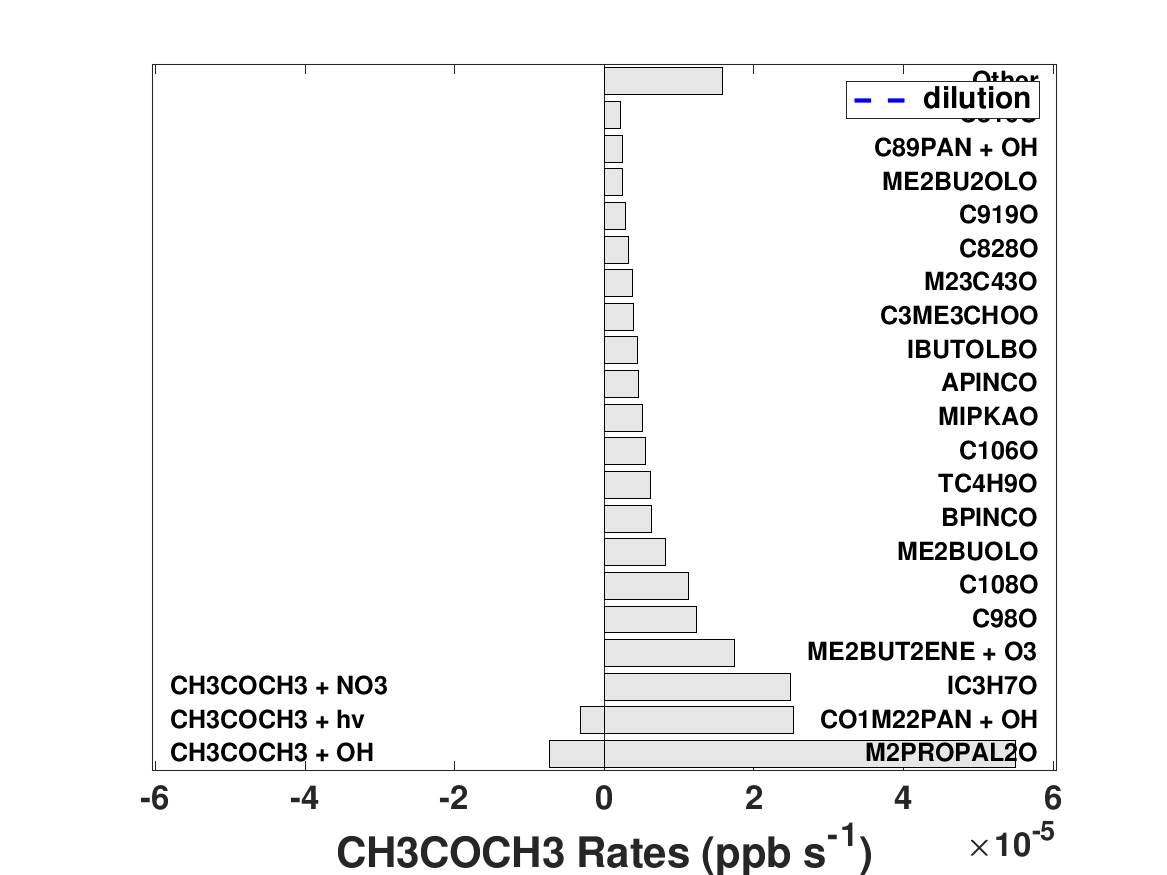 Other
dilution
C89PAN + OH
ME2BU2OLO
C919O
C828O
M23C43O
C3ME3CHOO
IBUTOLBO
APINCO
MIPKAO
C106O
TC4H9O
BPINCO
ME2BUOLO
C108O
C98O
ME2BUT2ENE + O3
CH3COCH3 + NO3 IC3H7O
CH3COCH3 + hv CO1M22PAN + OH
CH3COCH3 + OH M2PROPAL2O
-6 -4 -2 0 2 4 6
×10^-5
CH3COCH3 Rates (ppb s^-1)